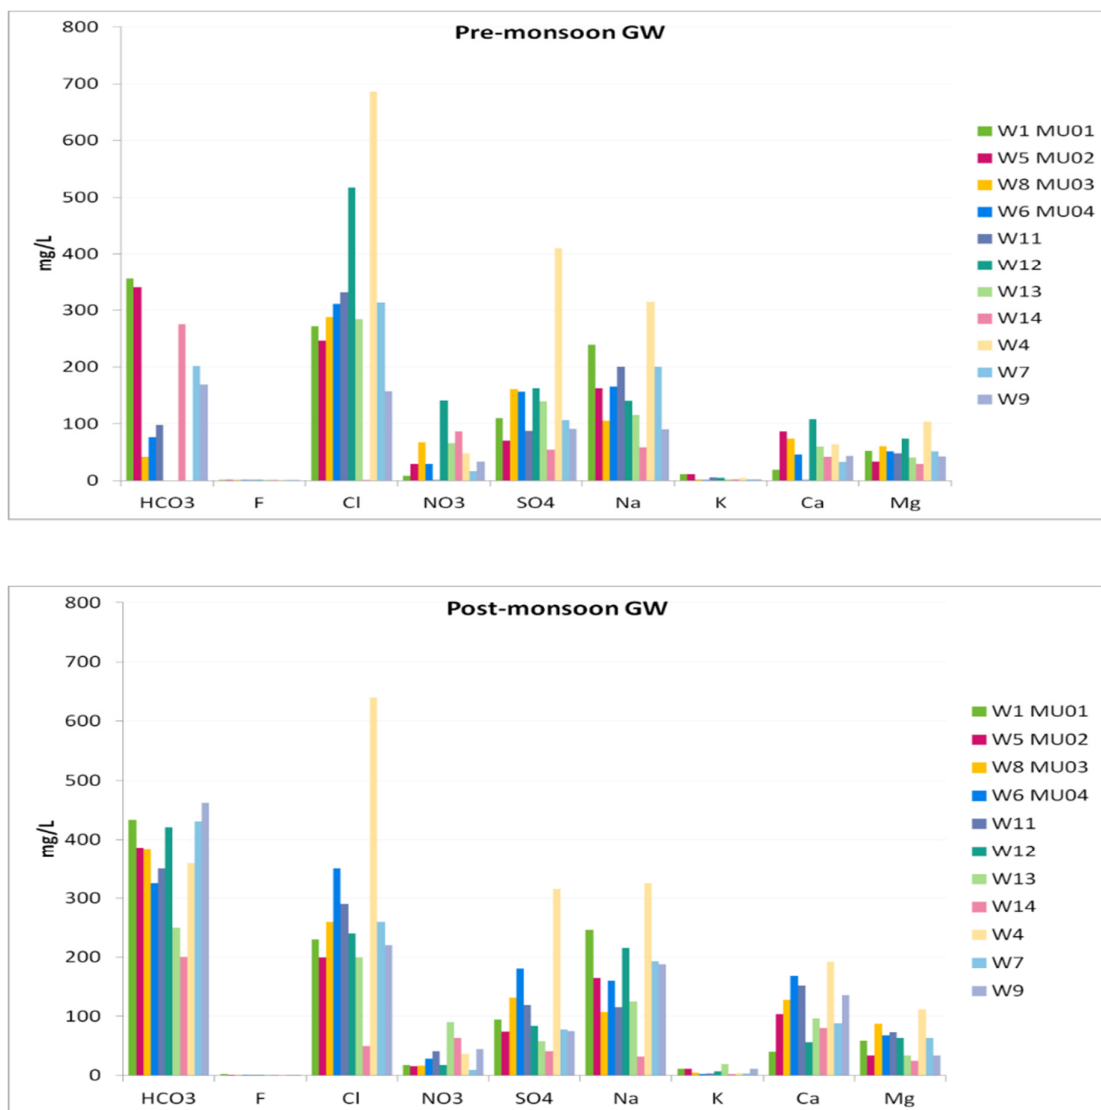 Pre-monsoon GW
800
700
600
500
400
300
200
100
0
mg/L
HCO3 F Cl NO3 SO4 Na K Ca Mg
W1 MU01
W5 MU02
W8 MU03
W6 MU04
W11
W12
W13
W14
W4
W7
W9
Post-monsoon GW
800
700
600
500
400
300
200
100
0
mg/L
HCO3 F Cl NO3 SO4 Na K Ca Mg
W1 MU01
W5 MU02
W8 MU03
W6 MU04
W11
W12
W13
W14
W4
W7
W9